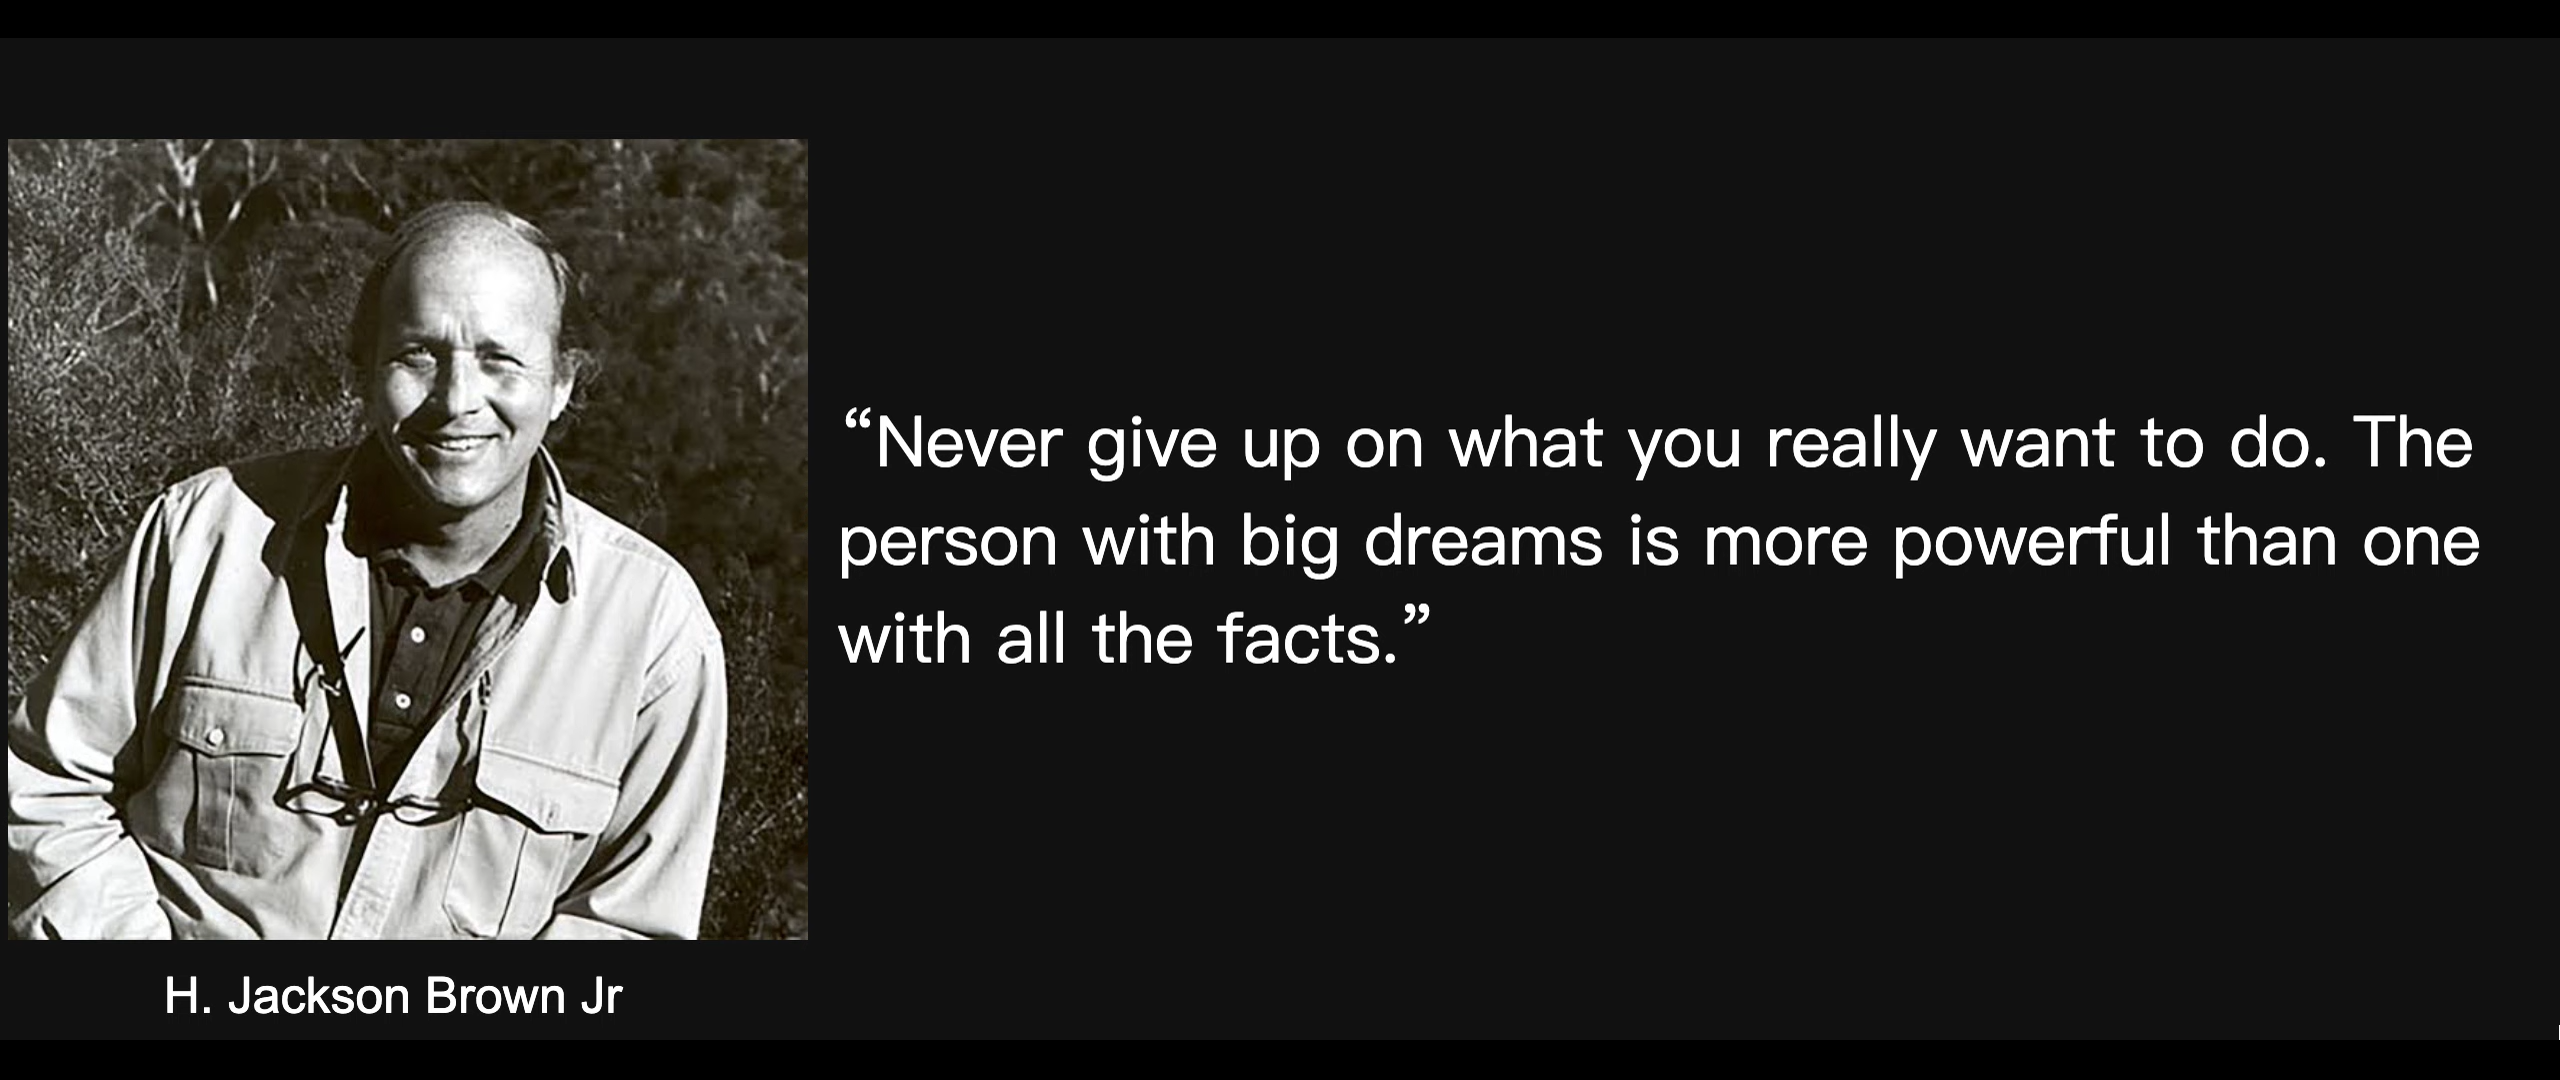 “Never give up on what you really want to do. The
person with big dreams is more powerful than one
with all the facts.”
H. Jackson Brown Jr